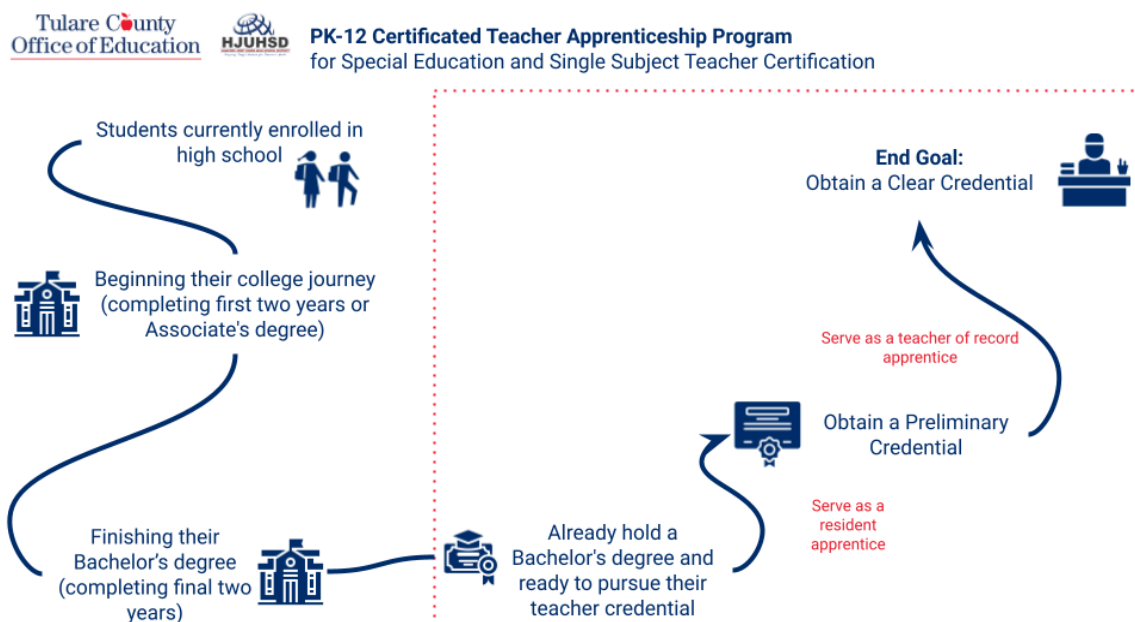 Tulare County
Office of Education
HJUHSD
PK-12 Certificated Teacher Apprenticeship Program
for Special Education and Single Subject Teacher Certification
Students currently enrolled in
high school
Beginning their college journey
(completing first two years or
Associate's degree)
Finishing their
Bachelor’s degree
(completing final two
years)
Already hold a
Bachelor's degree and
ready to pursue their
teacher credential
Serve as a
resident
apprentice
Obtain a Preliminary
Credential
Serve as a teacher of record
apprentice
End Goal:
Obtain a Clear Credential